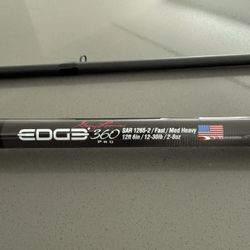 EDGE 360
PRO
SAR 1265-2 / Fast / Med Heavy
12ft 6in / 12-30lb / 2-8oz